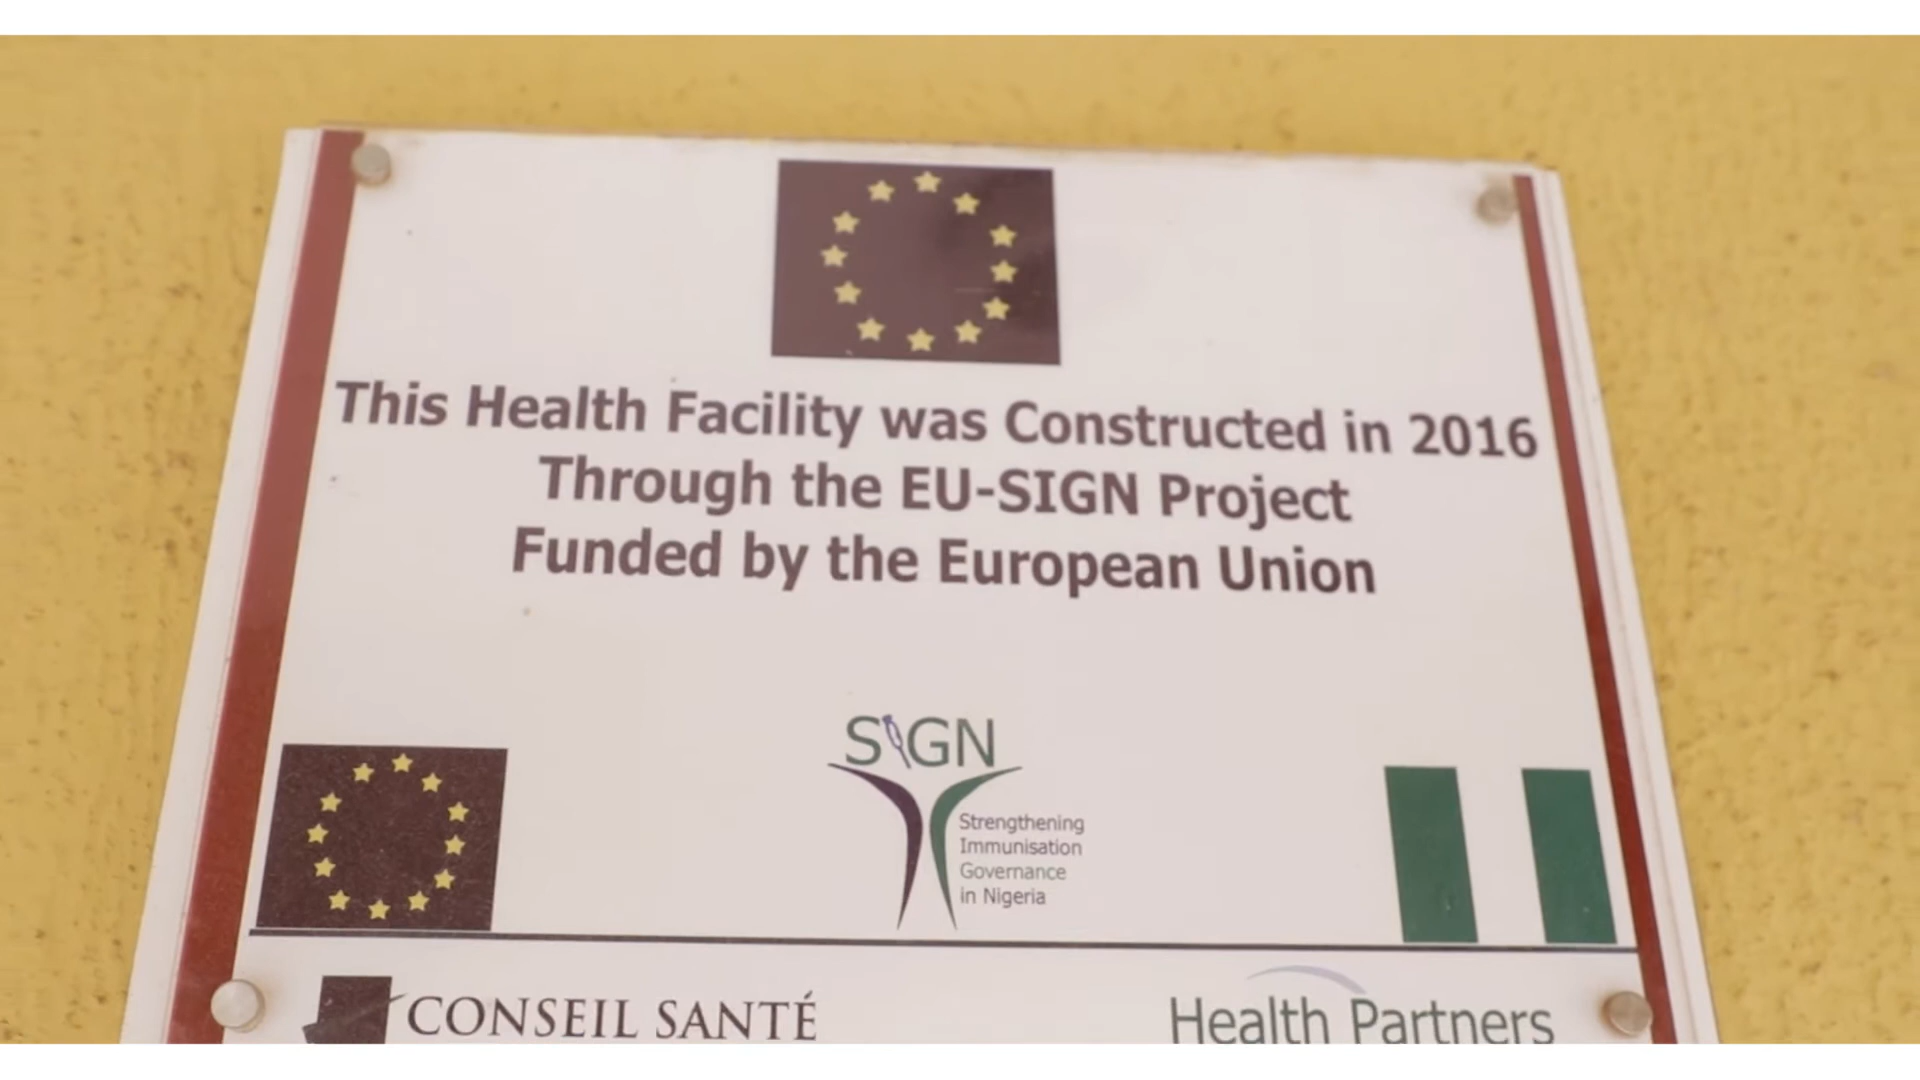 This Health Facility was Constructed in 2016
Through the EU-SIGN Project
Funded by the European Union
SIGN
Strengthening
Immunisation
Governance
in Nigeria
CONSEIL SANTÉ
Health Partners